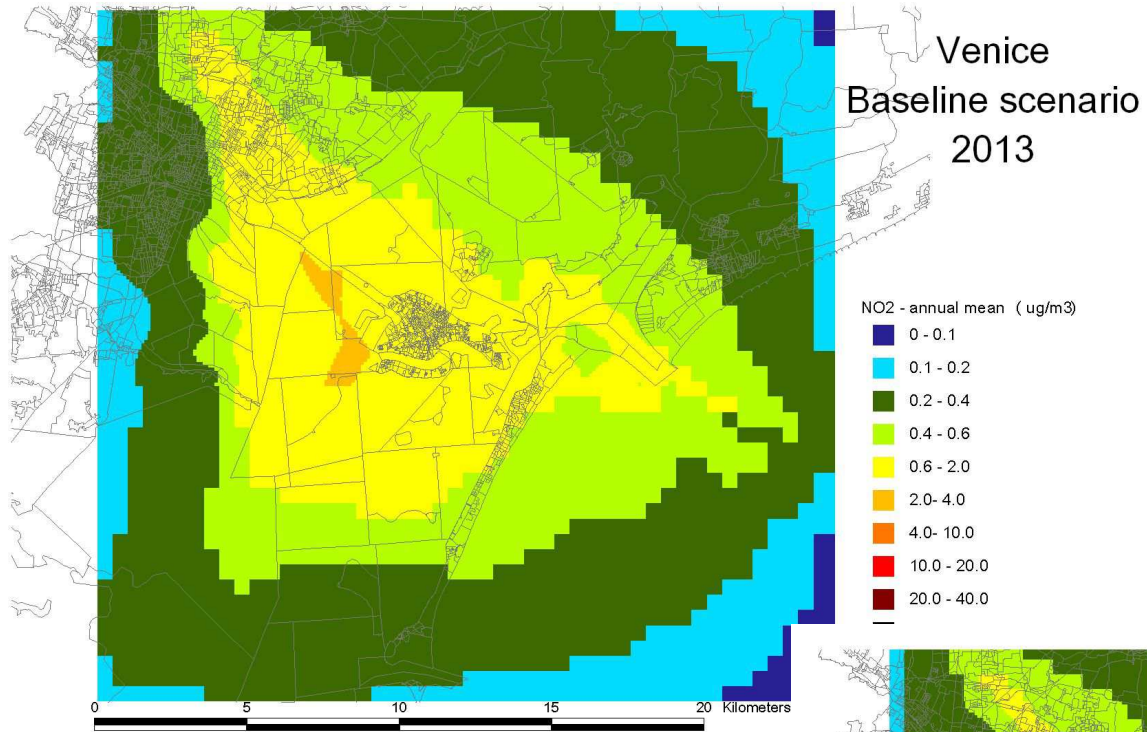 Venice
Baseline scenario
2013
NO2 - annual mean ( ug/m3)
0 - 0.1
0.1 - 0.2
0.2 - 0.4
0.4 - 0.6
0.6 - 2.0
2.0- 4.0
4.0- 10.0
10.0 - 20.0
20.0 - 40.0
0 5 10 15 20 Kilometers